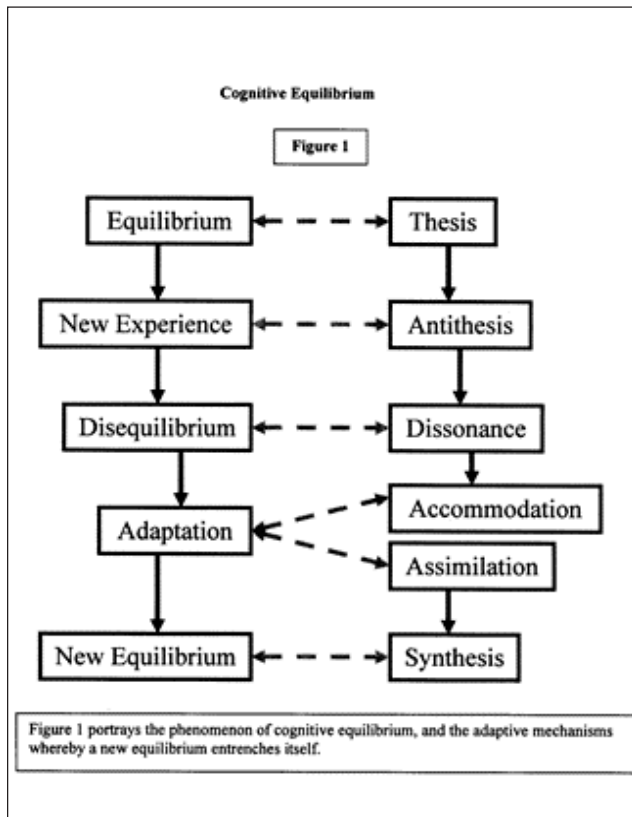 Cognitive Equilibrium
Figure 1
Equilibrium
Thesis
New Experience
Antithesis
Disequilibrium
Dissonance
Adaptation
Accommodation
Assimilation
New Equilibrium
Synthesis
Figure 1 portrays the phenomenon of cognitive equilibrium, and the adaptive mechanisms
whereby a new equilibrium entrenches itself.